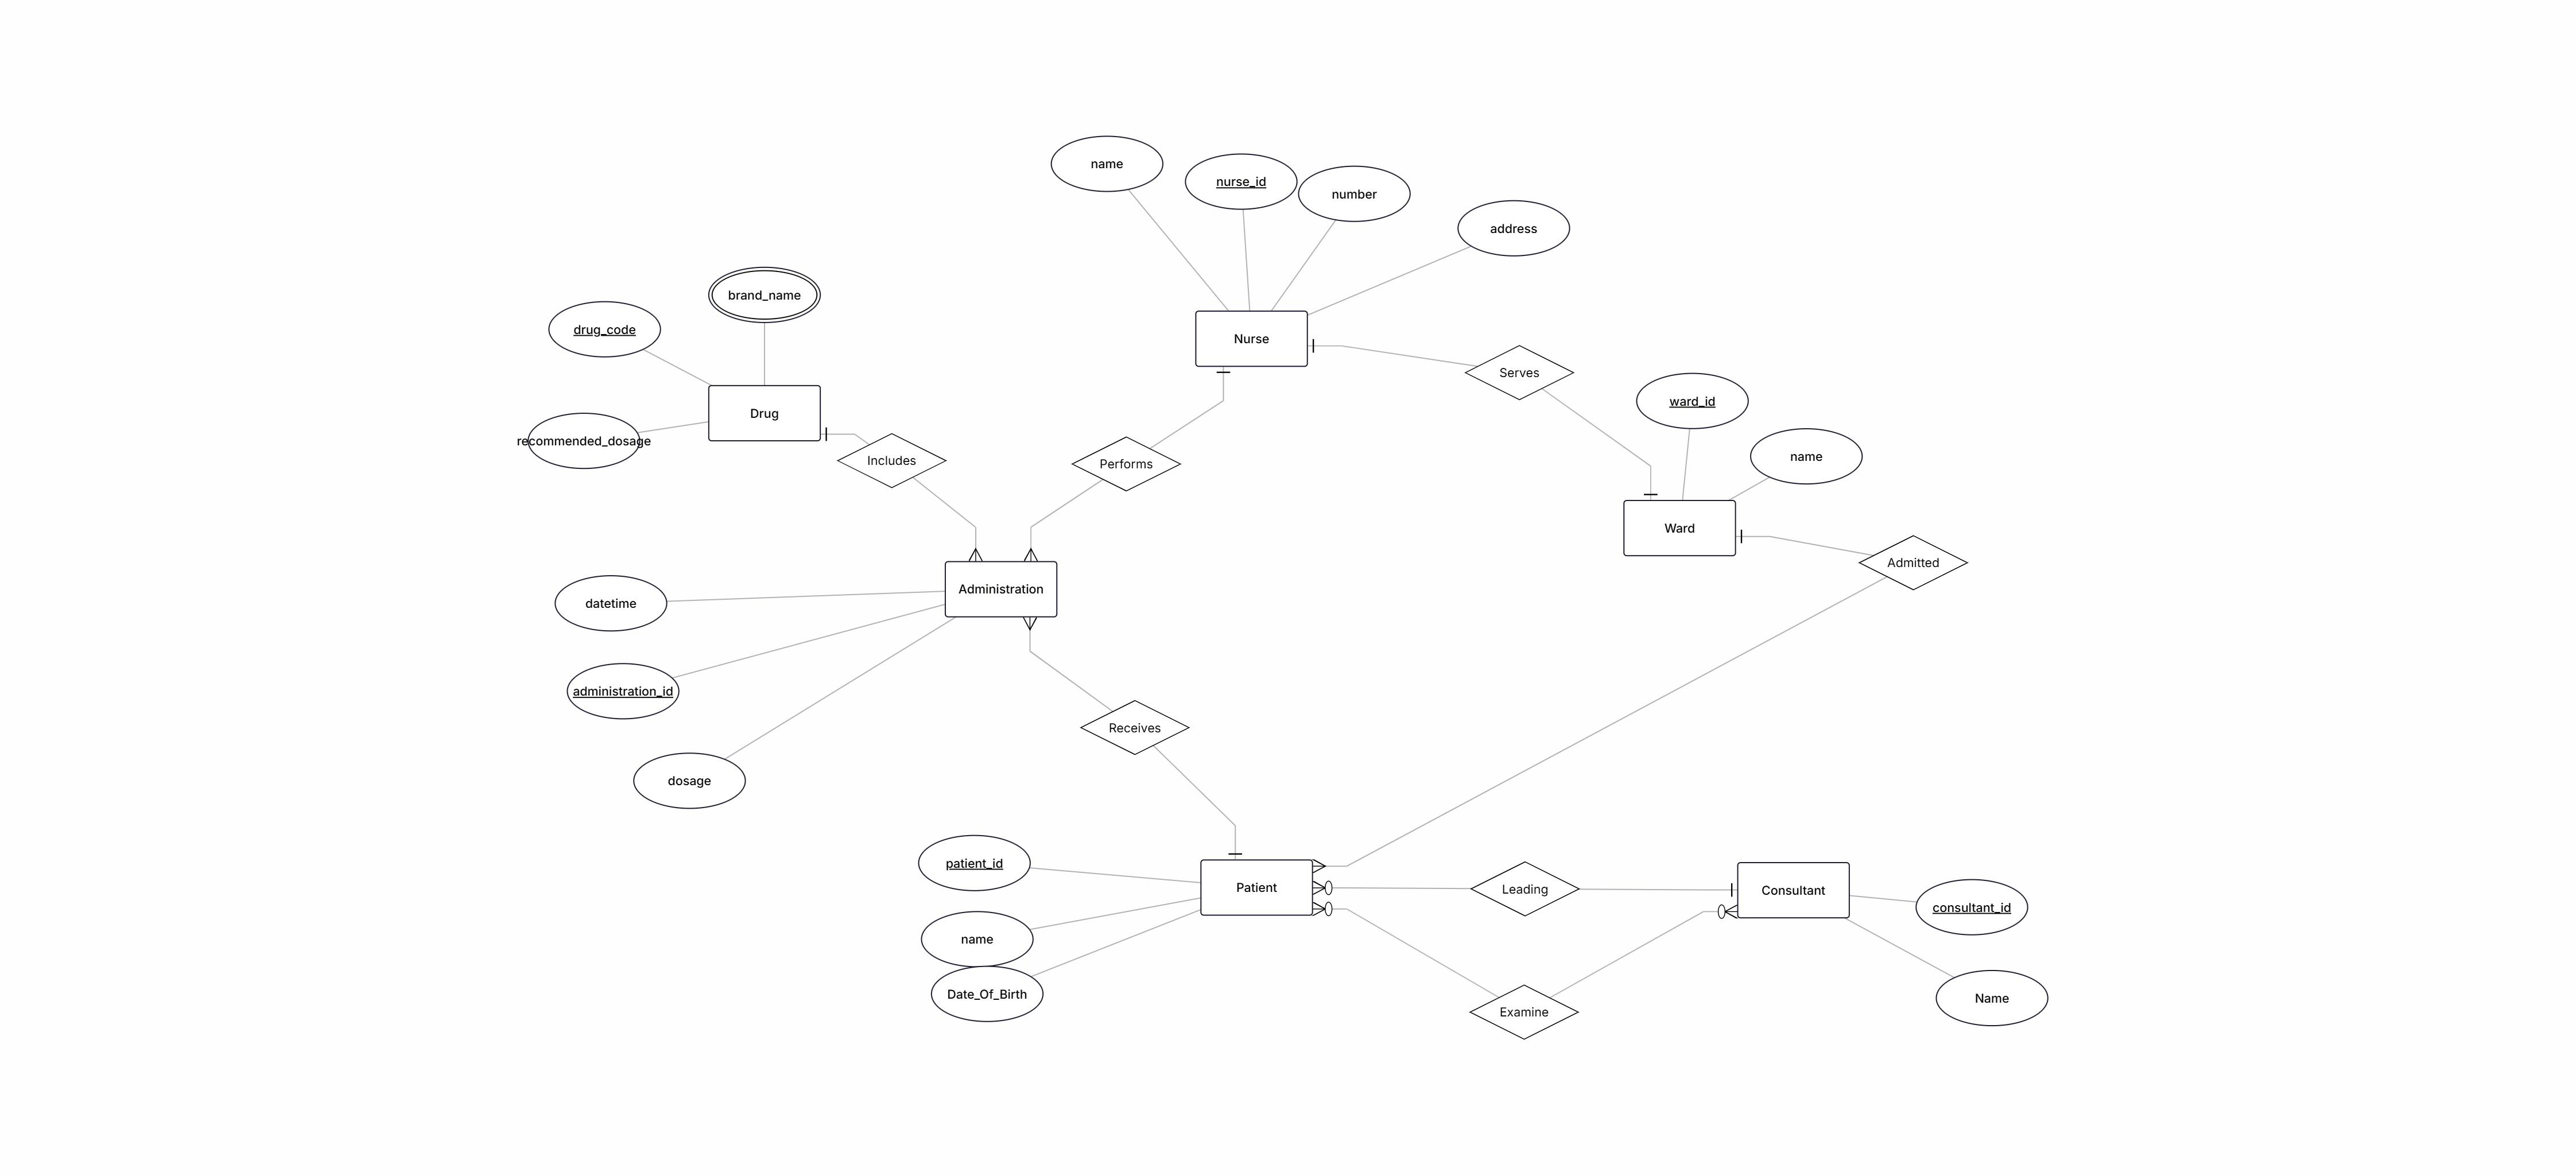 name
nurse_id
number
address
brand_name
drug_code
Nurse
Serves
ward_id
Drug
recommended_dosage
name
Includes
Performs
Ward
Admitted
Administration
datetime
administration_id
Receives
dosage
patient_id
Patient
Leading
Consultant
consultant_id
name
Date_Of_Birth
Name
Examine